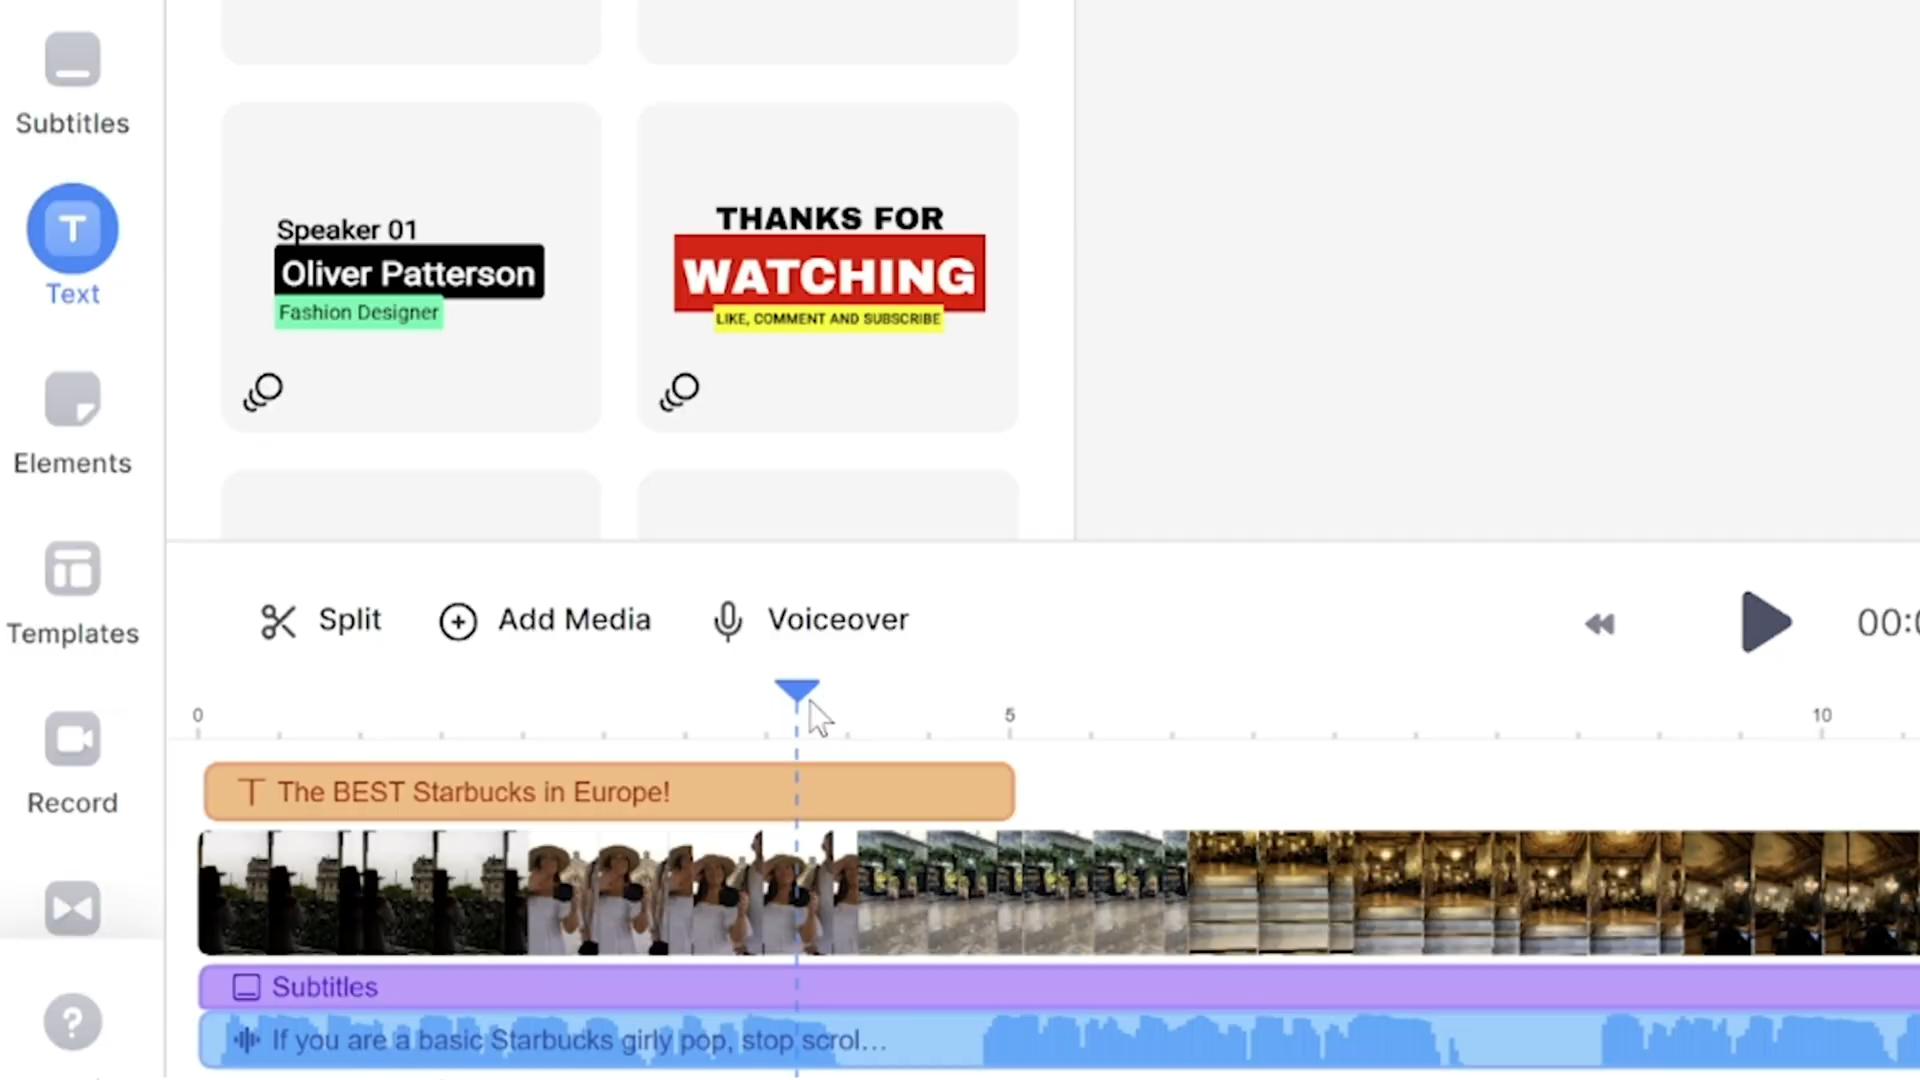 Subtitles
Text
Elements
Templates
Record
Speaker 01
Oliver Patterson
Fashion Designer
THANKS FOR
WATCHING
LIKE, COMMENT AND SUBSCRIBE
Split
Add Media
Voiceover
0
5
10
The BEST Starbucks in Europe!
Subtitles
If you are a basic Starbucks girly pop, stop scrol...